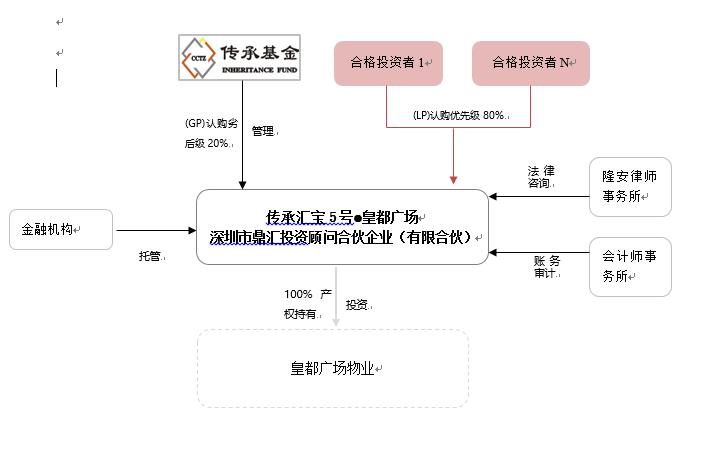 CCTZ
传承基金
INHERITANCE FUND
合格投资者 1
合格投资者 N
(GP)认购劣
后级 20%.
管理.
(LP)认购优先级 80%.
法 律
咨询.
隆安律师
事务所
传承汇宝 5 号●皇都广场
深圳市鼎汇投资顾问合伙企业（有限合伙）
金融机构
托管.
账 务
审计.
会计师事
务所
100% 产
权持有.
投资.
皇都广场物业